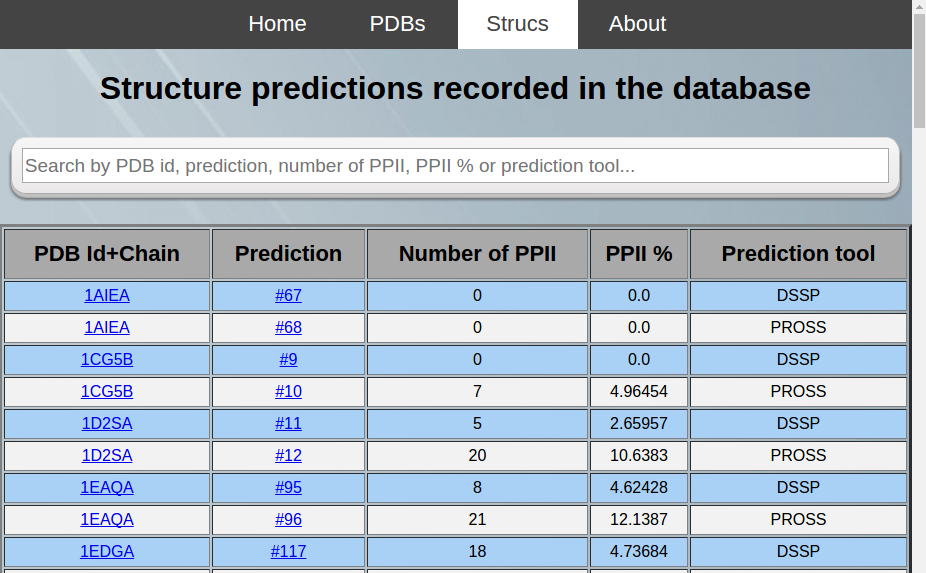 Home PDBs Strucs About
Structure predictions recorded in the database
Search by PDB id, prediction, number of PPII, PPII % or prediction tool...
PDB Id+Chain Prediction Number of PPII PPII % Prediction tool
1AIEA #67 0 0.0 DSSP
1AIEA #68 0 0.0 PROSS
1CG5B #9 0 0.0 DSSP
1CG5B #10 7 4.96454 PROSS
1D2SA #11 5 2.65957 DSSP
1D2SA #12 20 10.6383 PROSS
1EAQA #95 8 4.62428 DSSP
1EAQA #96 21 12.1387 PROSS
1EDGA #117 18 4.73684 DSSP